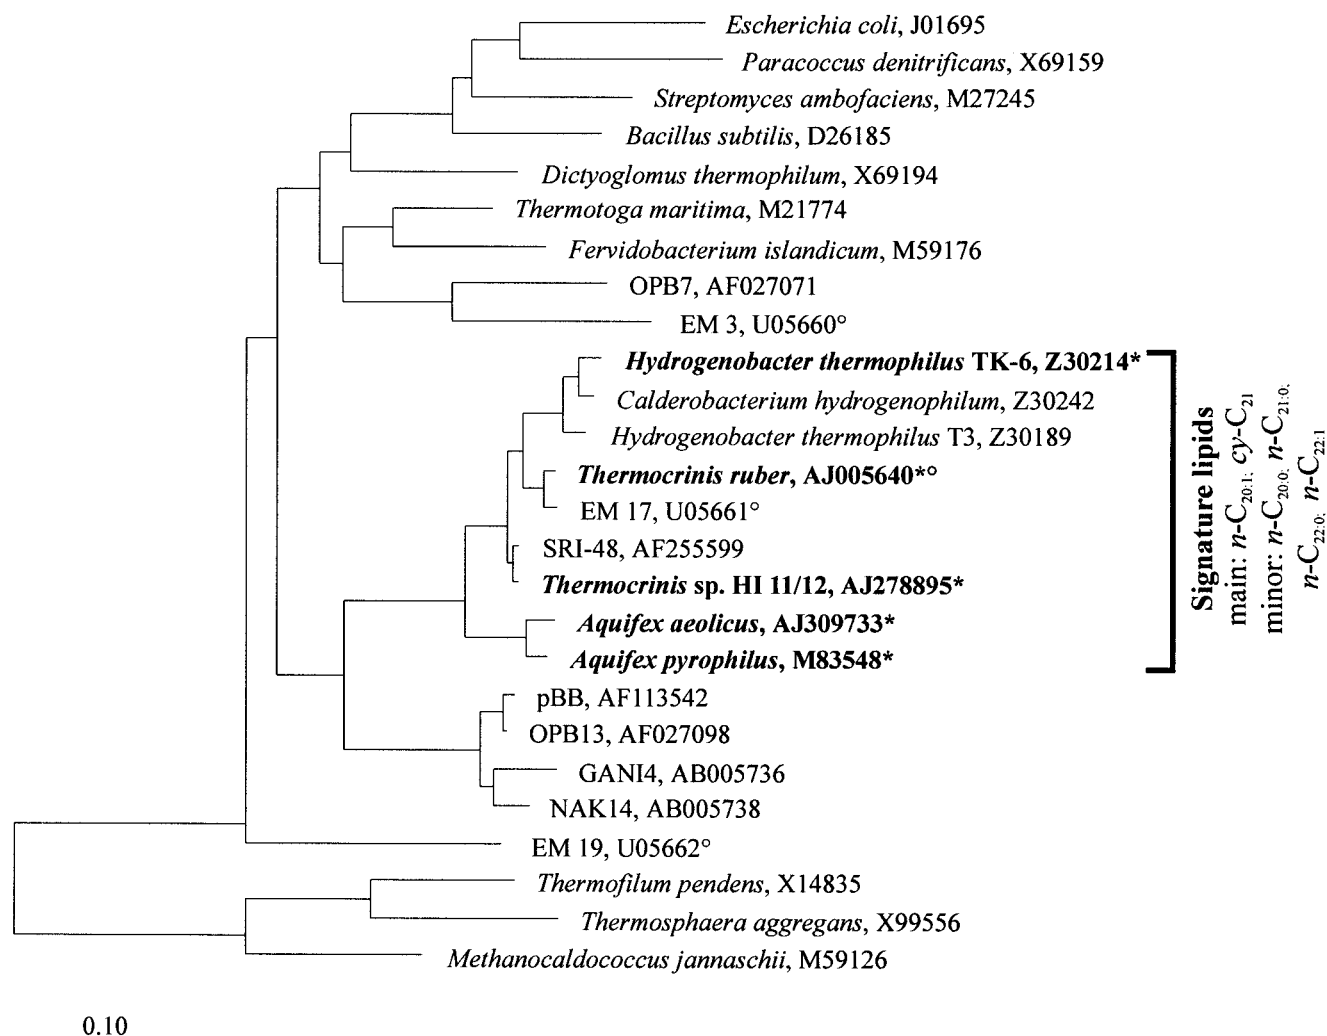 Escherichia coli, J01695
Paracoccus denitrificans, X69159
Streptomyces ambofaciens, M27245
Bacillus subtilis, D26185
Dictyoglomus thermophilum, X69194
Thermotoga maritima, M21774
Fervidobacterium islandicum, M59176
OPB7, AF027071
EM 3, U05660°
Hydrogenobacter thermophilus TK-6, Z30214*
Calderobacterium hydrogenophilum, Z30242
Hydrogenobacter thermophilus T3, Z30189
Thermocrinis ruber, AJ005640*°
EM 17, U05661°
SRI-48, AF255599
Thermocrinis sp. HI 11/12, AJ278895*
Aquifex aeolicus, AJ309733*
Aquifex pyrophilus, M83548*
pBB, AF113542
OPB13, AF027098
GANI4, AB005736
NAK14, AB005738
EM 19, U05662°
Thermofilum pendens, X14835
Thermosphaera aggregans, X99556
Methanocaldococcus jannaschii, M59126
0.10
Signature lipids
main: n-C20:1; cy-C21
minor: n-C20:0; n-C21:0;
n-C22:0; n-C22:1